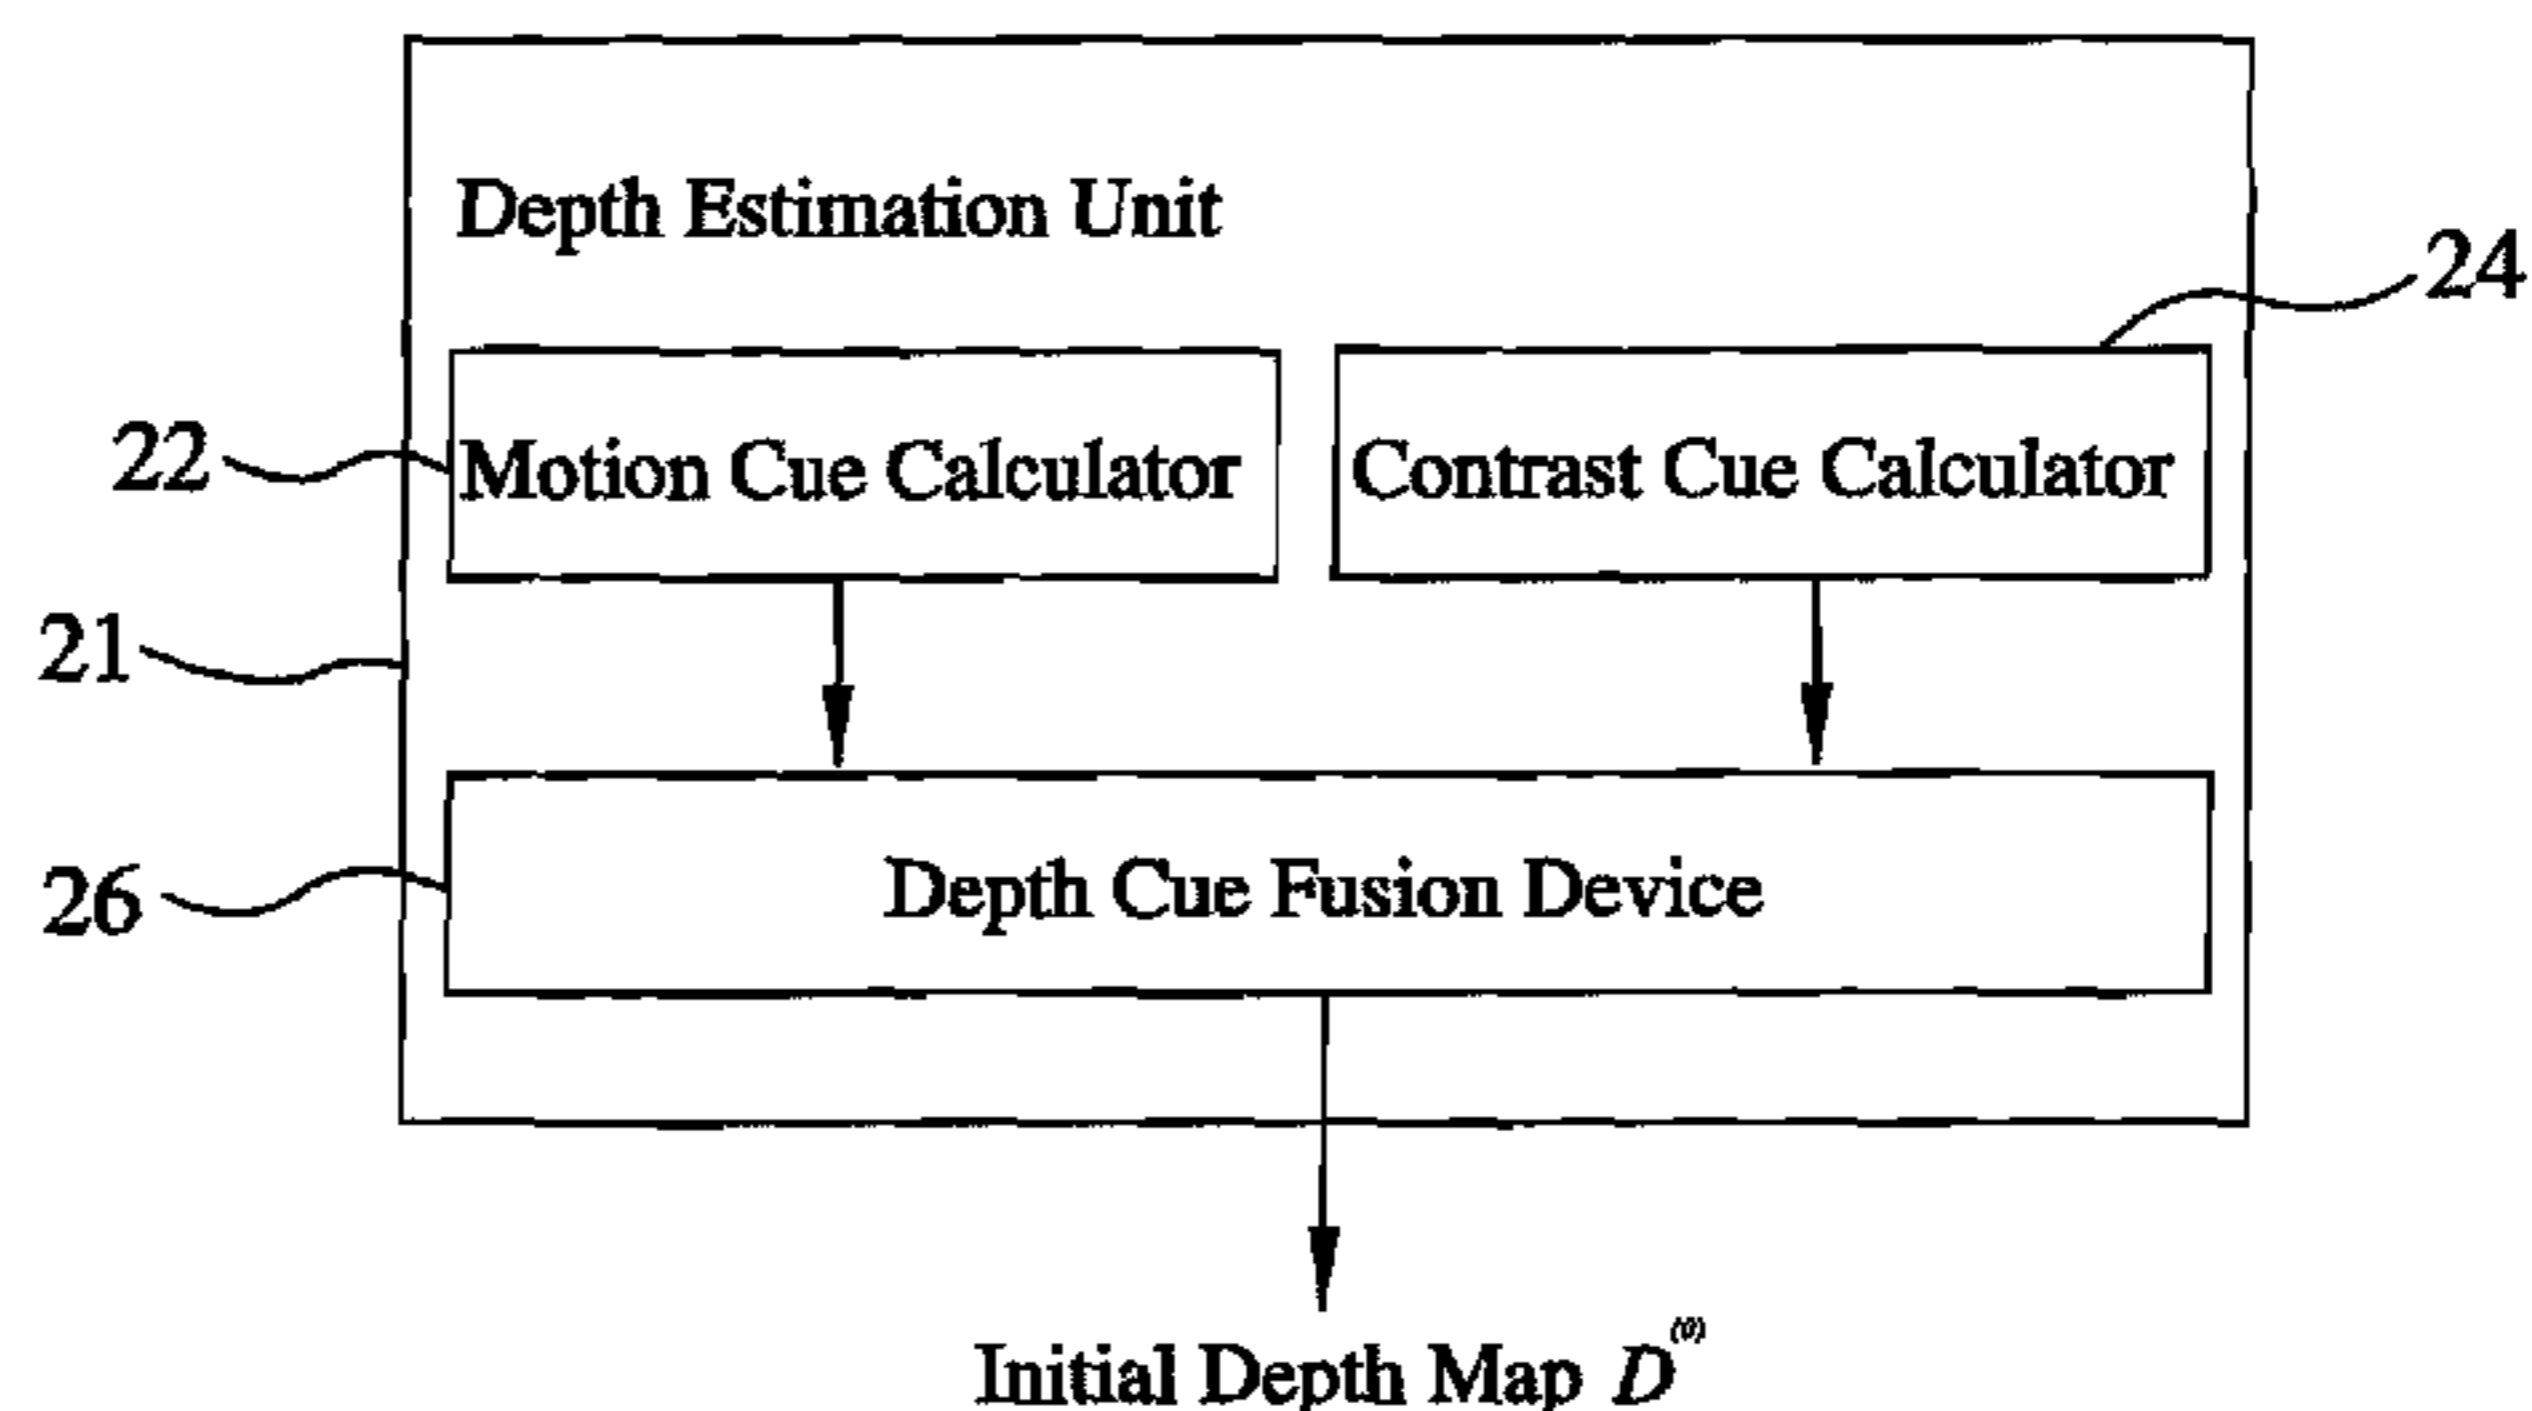 Depth Estimation Unit
24
22
Motion Cue Calculator
Contrast Cue Calculator
21
26
Depth Cue Fusion Device
Initial Depth Map D⁽⁰⁾